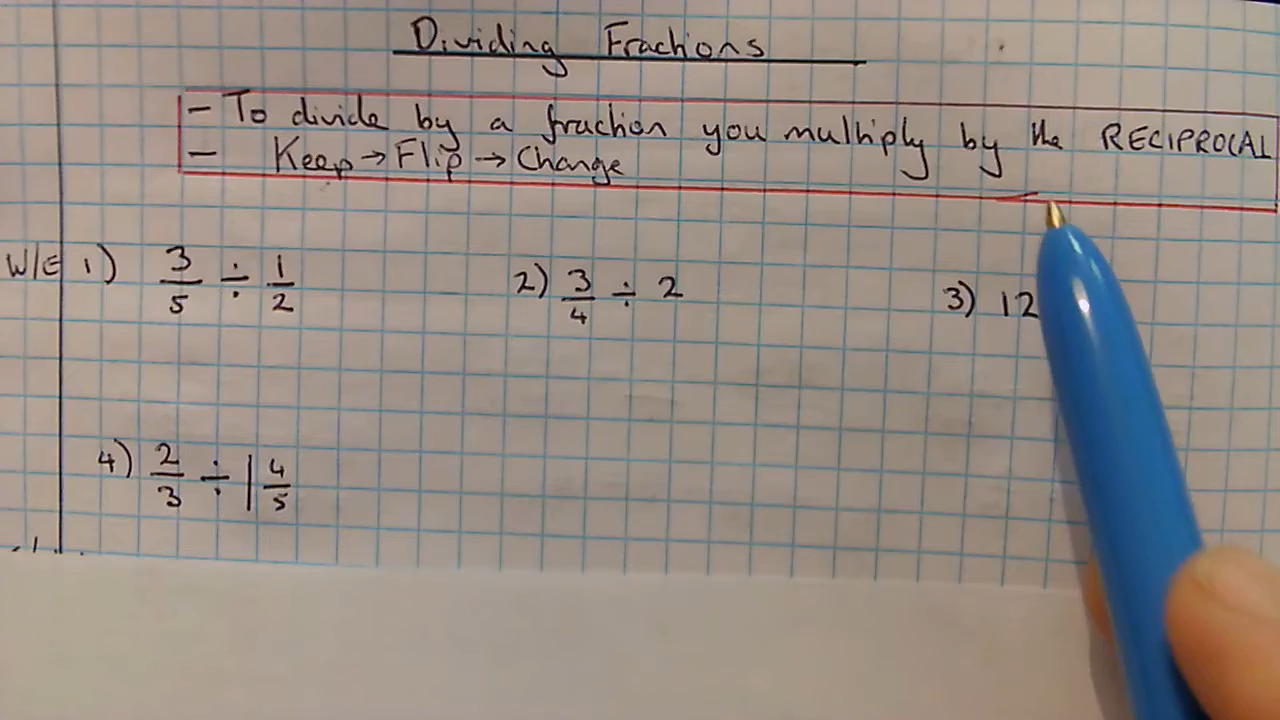 Dividing Fractions
- To divide by a fraction you multiply by the RECIPROCAL
- Keep → Flip → Change
W/E 1) 3/5 ÷ 1/2 2) 3/4 ÷ 2 3) 12
4) 2/3 ÷ 1 4/5